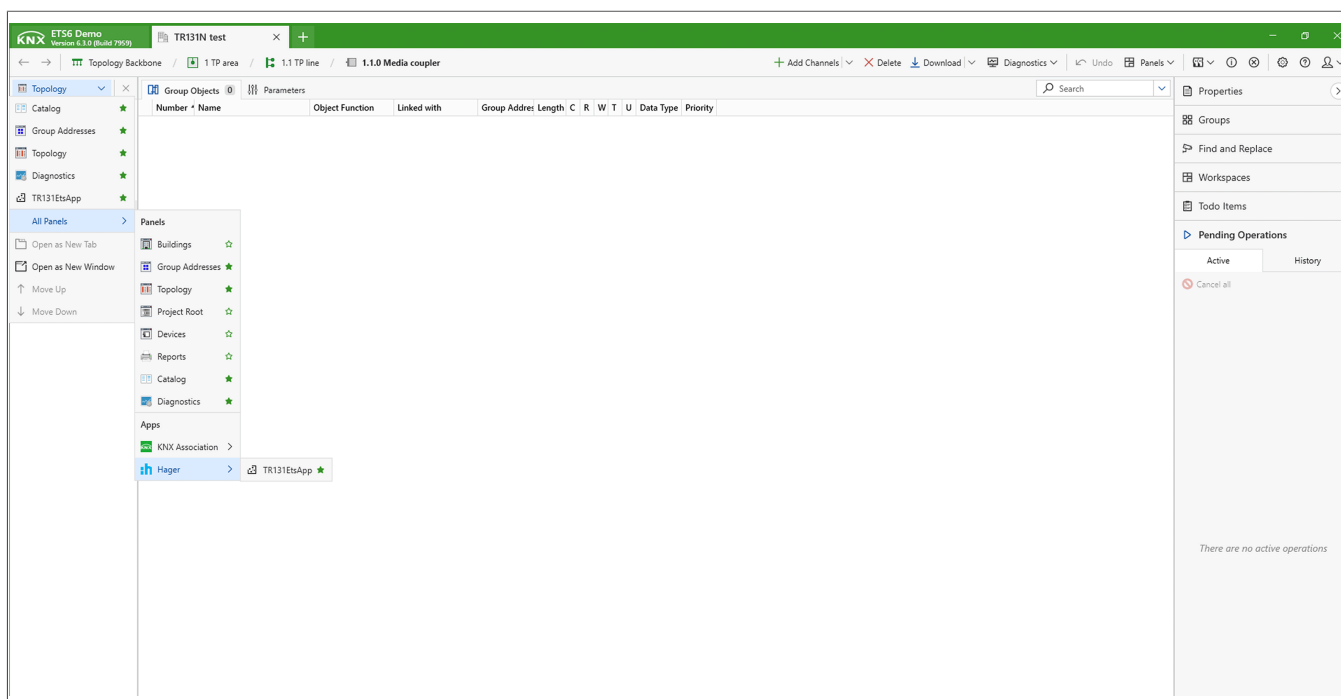 KNX ETS6 Demo
Version 6.3.0 (Build 7959)
TR131N test
Topology Backbone / 1 TP area / 1.1 TP line / 1.1.0 Media coupler
Add Channels Delete Download Diagnostics Undo Panels
Topology
Group Objects 0 Parameters
Search
Number Name Object Function Linked with Group Addres Length C R W T U Data Type Priority
Catalog
Group Addresses
Topology
Diagnostics
TR131EtsApp
All Panels
Open as New Tab
Open as New Window
Move Up
Move Down
Panels
Buildings
Group Addresses
Topology
Project Root
Devices
Reports
Catalog
Diagnostics
Apps
KNX Association
Hager
TR131EtsApp
Properties
Groups
Find and Replace
Workspaces
Todo Items
Pending Operations
Active History
Cancel all
There are no active operations